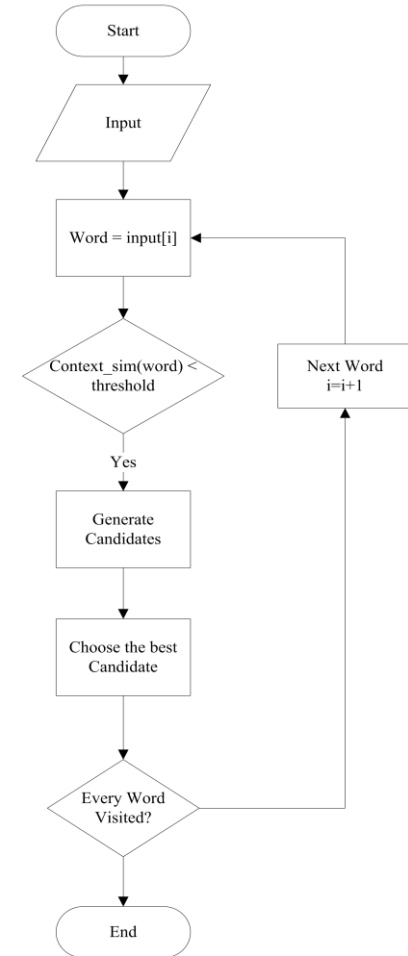 Start
Input
Word = input[i]
Context_sim(word) <
threshold
Next Word
i=i+1
Yes
Generate
Candidates
Choose the best
Candidate
Every Word
Visited?
End